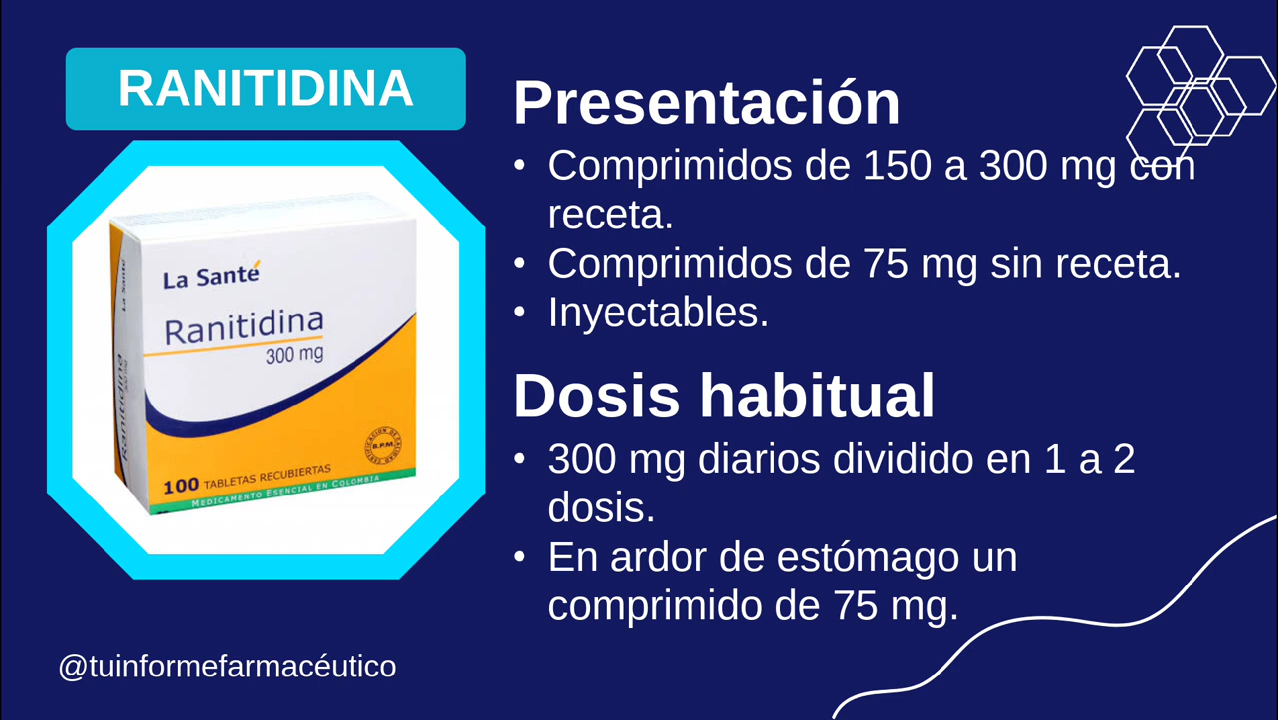 RANITIDINA
La Santé
Ranitidina
300 mg
La Santé
Ranitidina
100 TABLETAS RECUBIERTAS
MEDICAMENTO ESENCIAL EN COLOMBIA
B.P.M.
@tuinformefarmacéutico
Presentación
• Comprimidos de 150 a 300 mg con
receta.
• Comprimidos de 75 mg sin receta.
• Inyectables.
Dosis habitual
• 300 mg diarios dividido en 1 a 2
dosis.
• En ardor de estómago un
comprimido de 75 mg.